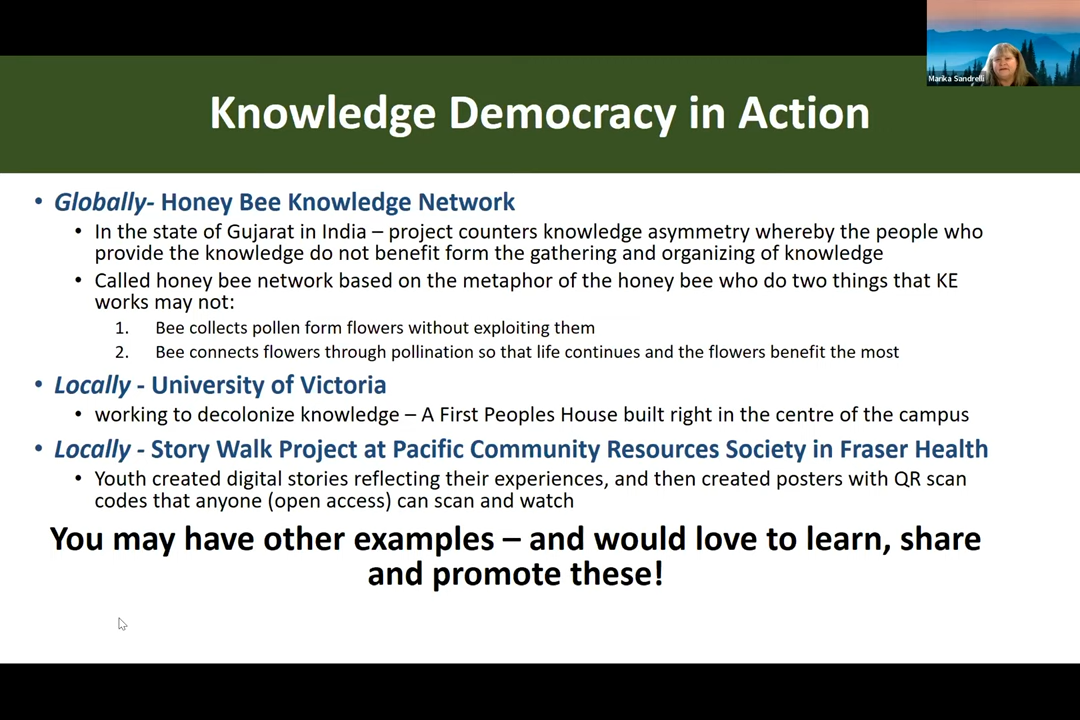 Marika Sandrelli
Knowledge Democracy in Action
• Globally- Honey Bee Knowledge Network
• In the state of Gujarat in India – project counters knowledge asymmetry whereby the people who
provide the knowledge do not benefit form the gathering and organizing of knowledge
• Called honey bee network based on the metaphor of the honey bee who do two things that KE
works may not:
1. Bee collects pollen form flowers without exploiting them
2. Bee connects flowers through pollination so that life continues and the flowers benefit the most
• Locally - University of Victoria
• working to decolonize knowledge – A First Peoples House built right in the centre of the campus
• Locally - Story Walk Project at Pacific Community Resources Society in Fraser Health
• Youth created digital stories reflecting their experiences, and then created posters with QR scan
codes that anyone (open access) can scan and watch
You may have other examples – and would love to learn, share
and promote these!